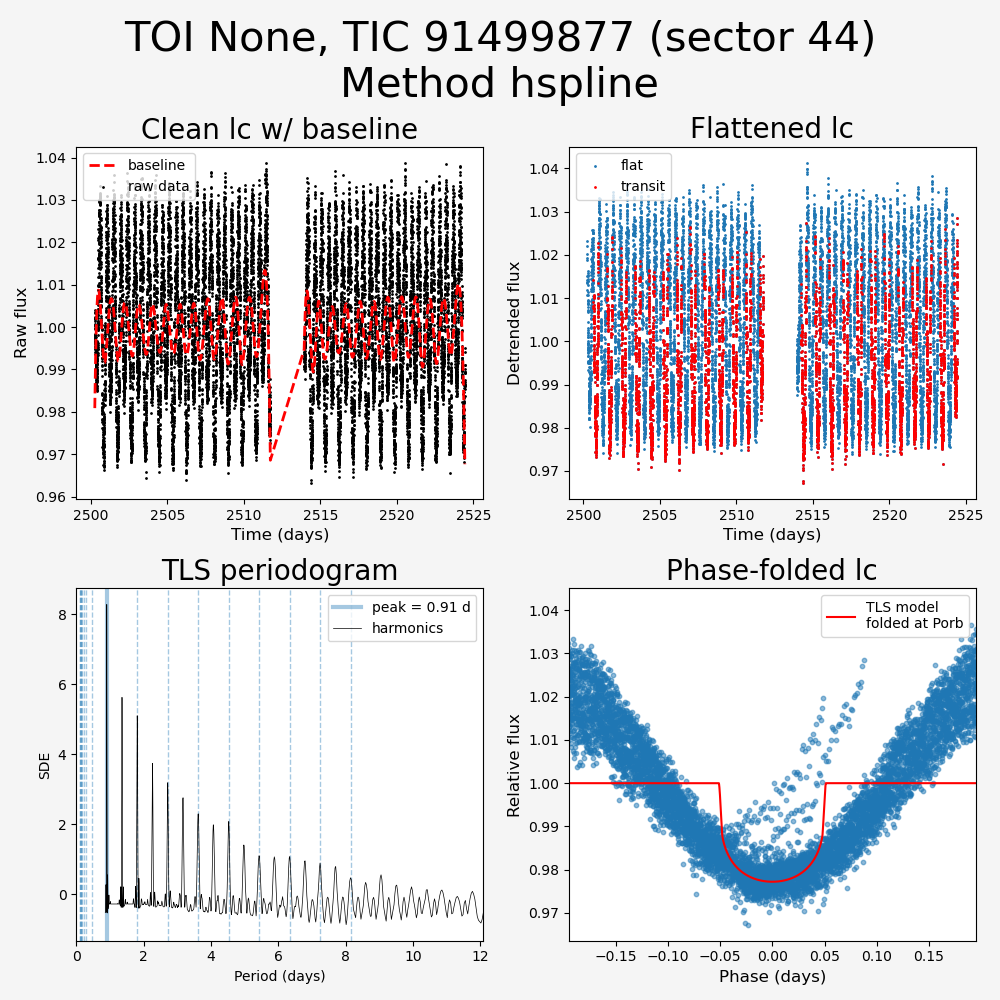 TOI None, TIC 91499877 (sector 44)
Method hspline
Clean lc w/ baseline
baseline
raw data
1.04
1.03
1.02
1.01
1.00
0.99
0.98
0.97
0.96
Raw flux
2500
2505
2510
2515
2520
2525
Time (days)
Flattened lc
flat
transit
1.04
1.03
1.02
1.01
1.00
0.99
0.98
0.97
Detrended flux
2500
2505
2510
2515
2520
2525
Time (days)
TLS periodogram
peak = 0.91 d
harmonics
8
6
4
2
0
SDE
0
2
4
6
8
10
12
Period (days)
Phase-folded lc
TLS model
folded at Porb
1.04
1.03
1.02
1.01
1.00
0.99
0.98
0.97
Relative flux
−0.15
−0.10
−0.05
0.00
0.05
0.10
0.15
Phase (days)